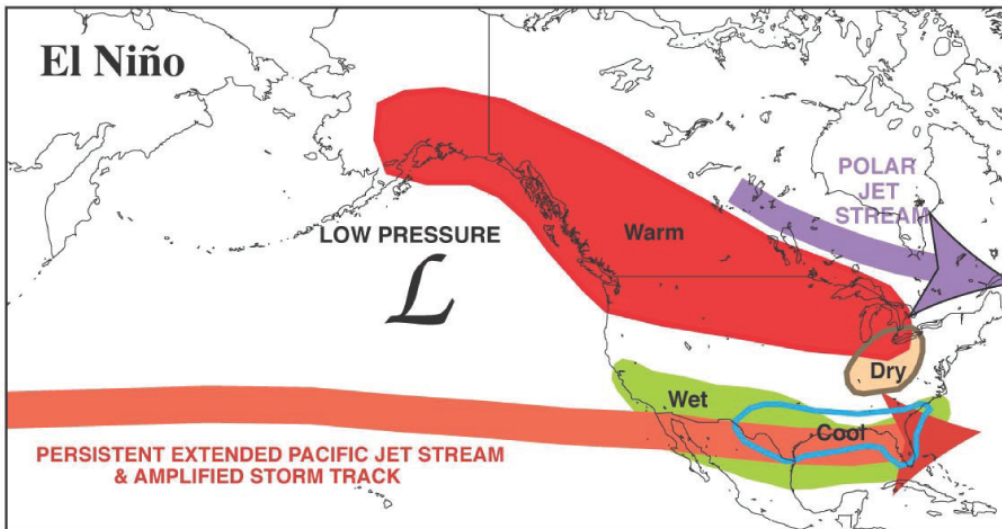 El Niño
POLAR
JET
STREAM
LOW PRESSURE
L
Warm
Dry
Wet
Cool
PERSISTENT EXTENDED PACIFIC JET STREAM
& AMPLIFIED STORM TRACK